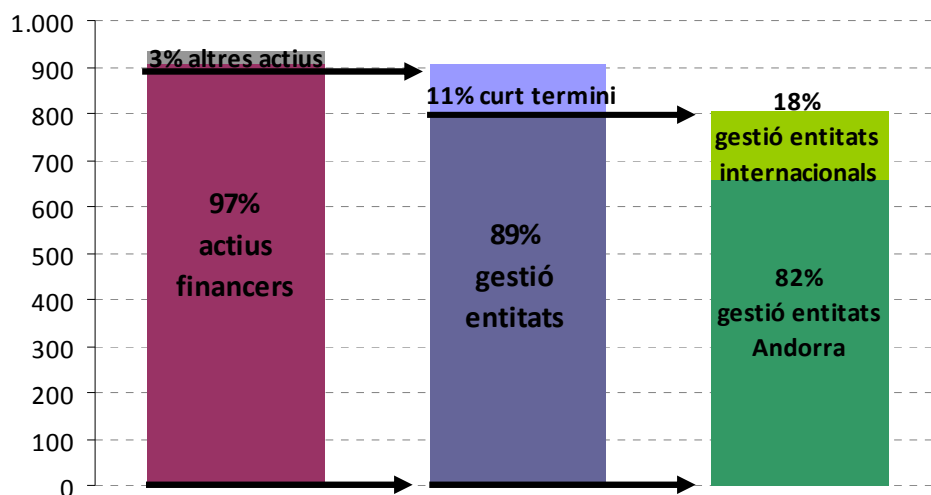 1.000
900
800
700
600
500
400
300
200
100
0
3% altres actius
97%
actius
financers
11% curt termini
89%
gestió
entitats
18%
gestió entitats
internacionals
82%
gestió entitats
Andorra